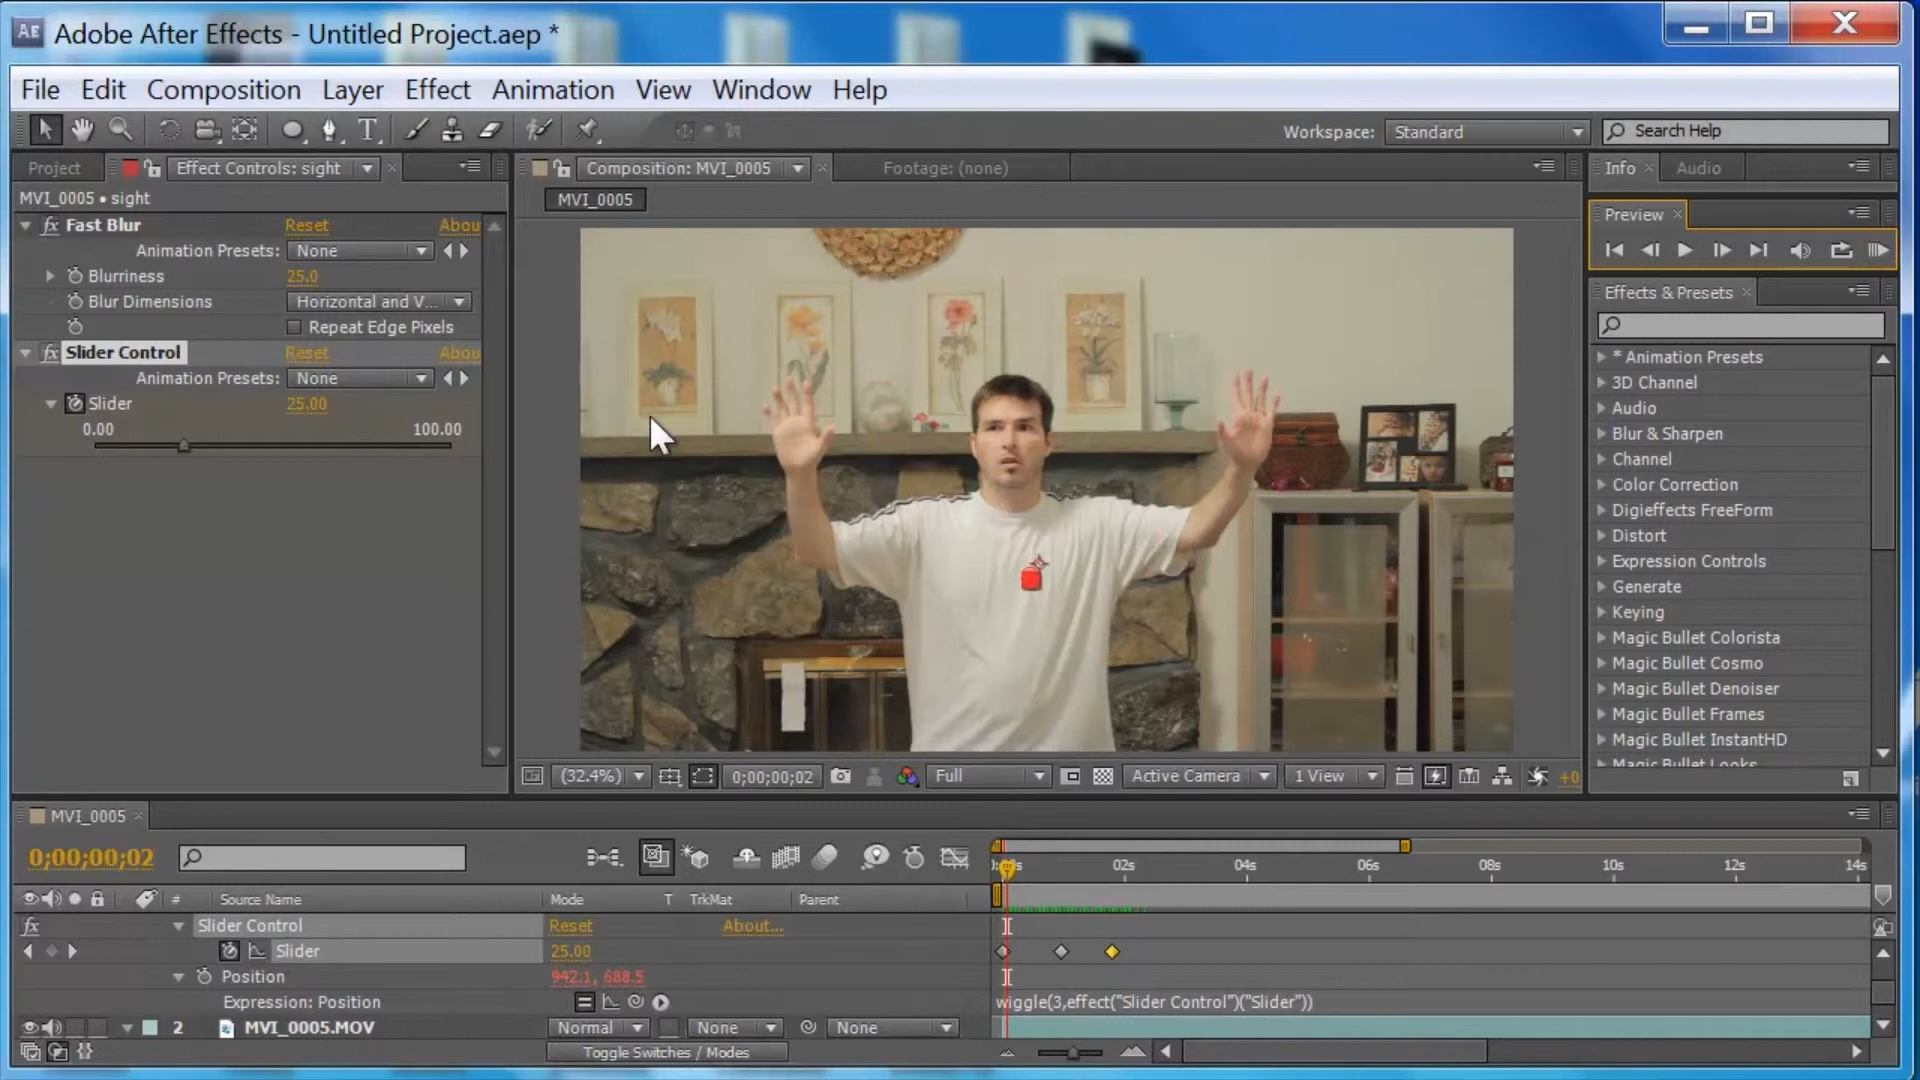 Adobe After Effects - Untitled Project.aep *
File Edit Composition Layer Effect Animation View Window Help
Workspace: Standard Search Help
Project Effect Controls: sight Composition: MVI_0005 Footage: (none) Info Audio
MVI_0005 • sight
MVI_0005
Preview
fx Fast Blur Reset Abou
Animation Presets: None
Blurriness 25.0
Blur Dimensions Horizontal and V...
Repeat Edge Pixels
fx Slider Control Reset Abou
Animation Presets: None
Slider 25.00
0.00 100.00
Effects & Presets
* Animation Presets
3D Channel
Audio
Blur & Sharpen
Channel
Color Correction
Digieffects FreeForm
Distort
Expression Controls
Generate
Keying
Magic Bullet Colorista
Magic Bullet Cosmo
Magic Bullet Denoiser
Magic Bullet Frames
Magic Bullet InstantHD
Magic Bullet Looks
(32.4%) 0;00;00;02 Full Active Camera 1 View +0
MVI_0005
0;00;00;02
02s 04s 06s 08s 10s 12s 14s
# Source Name Mode T TrkMat Parent
fx Slider Control Reset About...
Slider 25.00
Position 942.1, 688.5
Expression: Position wiggle(3,effect("Slider Control")("Slider"))
2 MVI_0005.MOV Normal None None
Toggle Switches / Modes